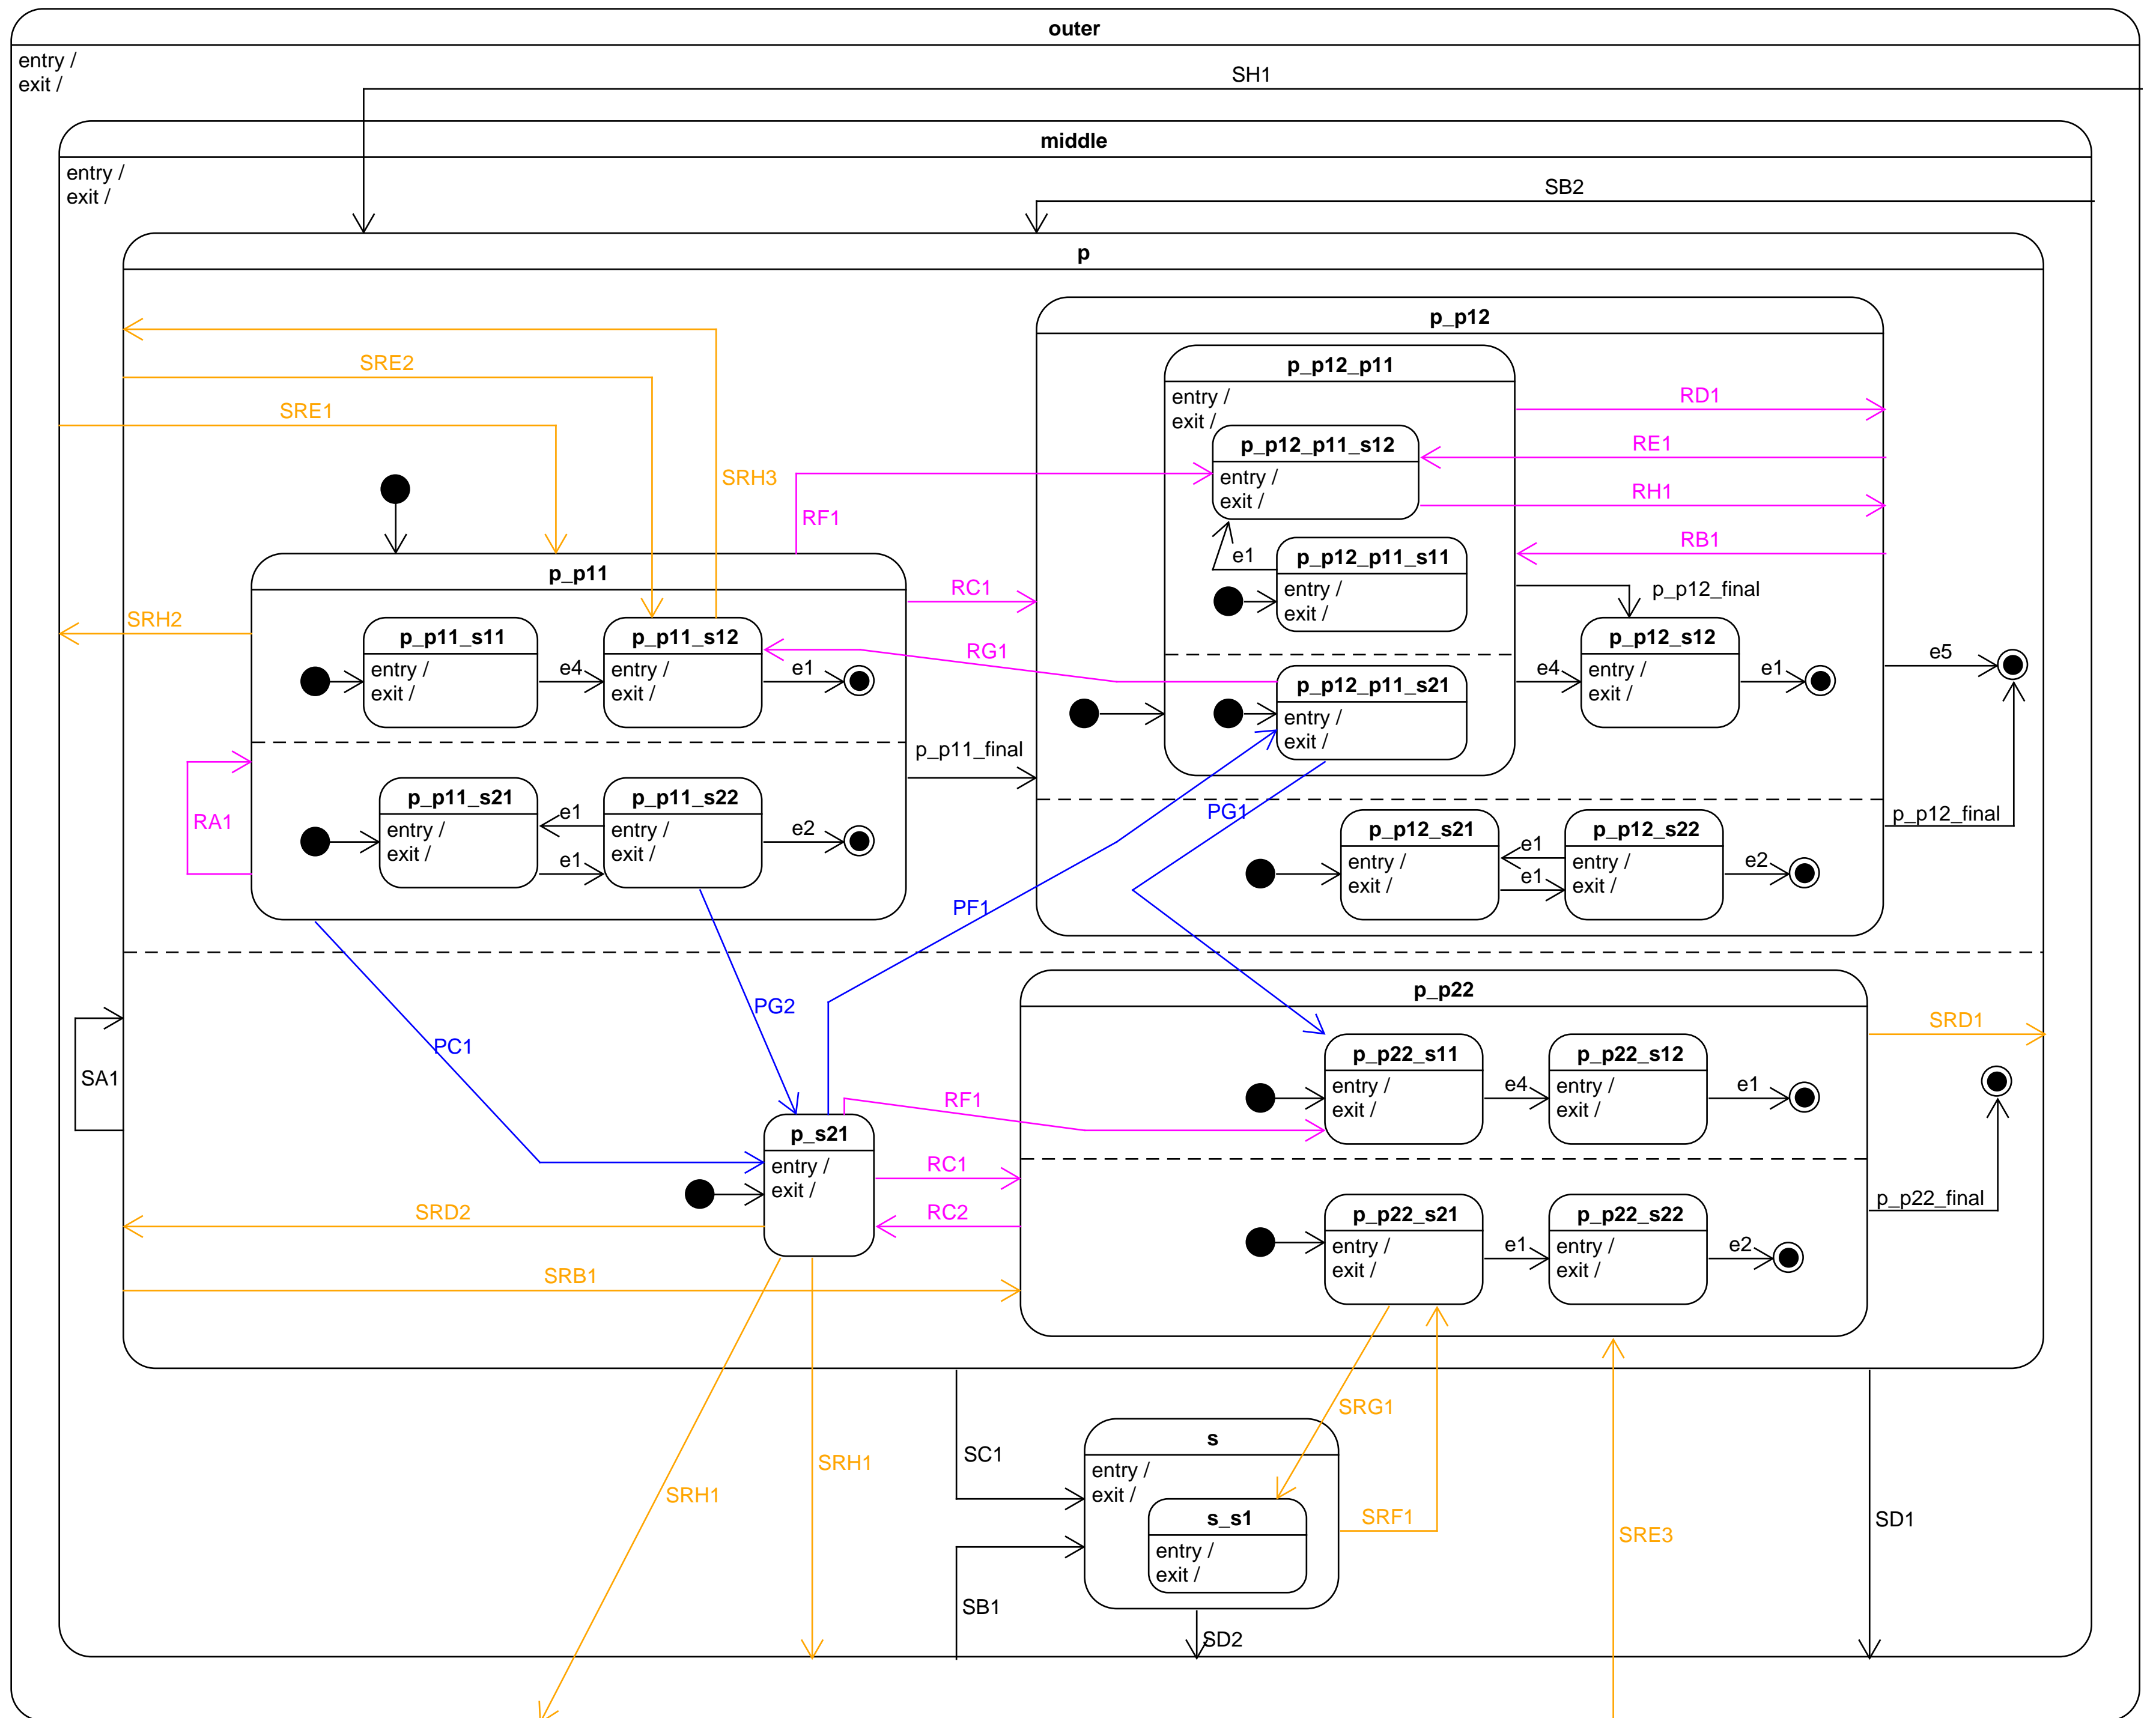 outer
entry /
exit /
SH1
middle
entry /
exit /
SB2
p
p_p12
p_p12_p11
entry /
exit /
SRE2
RD1
SRE1
p_p12_p11_s12
entry /
exit /
RE1
SRH3
RH1
RF1
RB1
e1
p_p12_p11_s11
entry /
exit /
p_p11
RC1
p_p12_final
SRH2
p_p11_s11
entry /
exit /
e4
p_p11_s12
entry /
exit /
e1
RG1
p_p12_p11_s21
entry /
exit /
e4
p_p12_s12
entry /
exit /
e1
e5
p_p11_final
RA1
p_p11_s21
entry /
exit /
e1
e1
p_p11_s22
entry /
exit /
e2
PG1
p_p12_s21
entry /
exit /
e1
e1
p_p12_s22
entry /
exit /
e2
p_p12_final
PF1
p_p22
PG2
PC1
SA1
SRD1
p_p22_s11
entry /
exit /
e4
p_p22_s12
entry /
exit /
e1
RF1
p_s21
entry /
exit /
RC1
RC2
SRD2
p_p22_s21
entry /
exit /
e1
p_p22_s22
entry /
exit /
e2
p_p22_final
SRB1
SRG1
SC1
s
entry /
exit /
SRH1
SRH1
s_s1
entry /
exit /
SRF1
SD1
SRE3
SB1
SD2